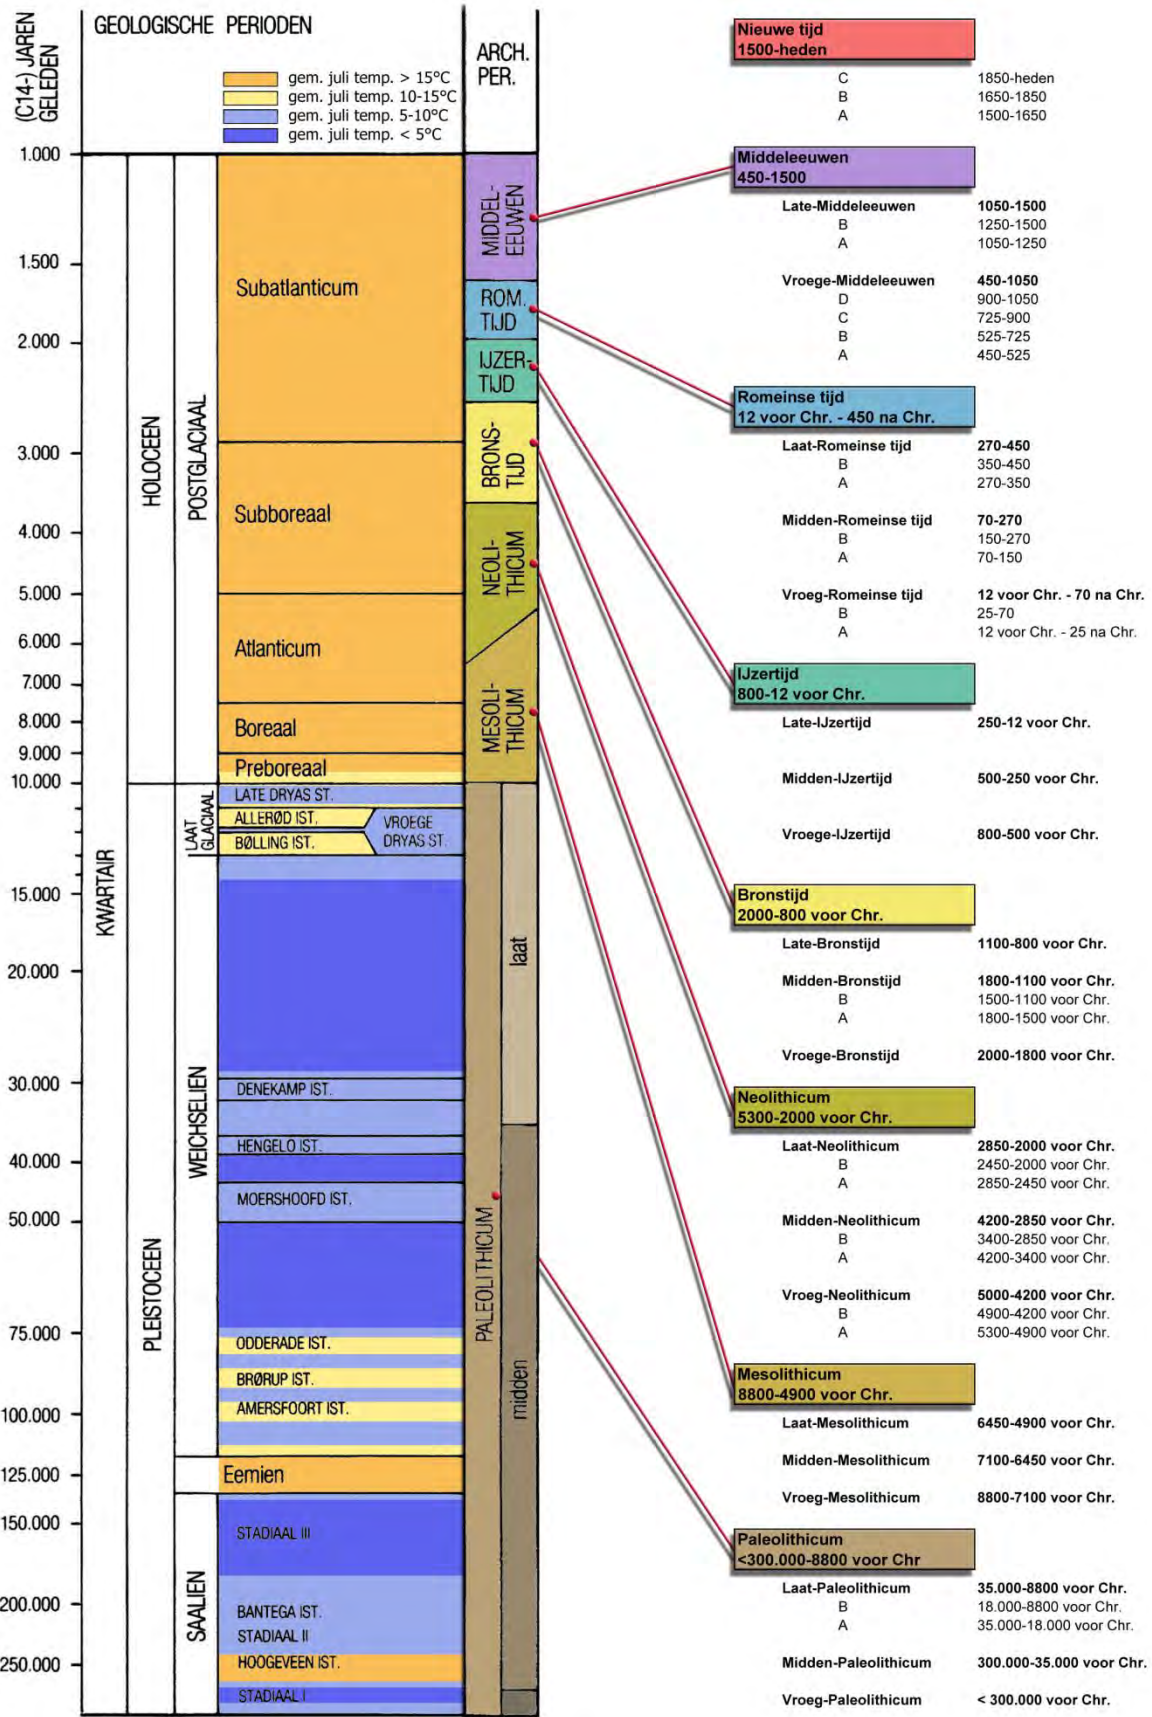 (C14-) JAREN
GELEDEN
GEOLOGISCHE PERIODEN
gem. juli temp. > 15°C
gem. juli temp. 10-15°C
gem. juli temp. 5-10°C
gem. juli temp. < 5°C
ARCH.
PER.
1.000
1.500
2.000
3.000
4.000
5.000
6.000
7.000
8.000
9.000
10.000
15.000
20.000
30.000
40.000
50.000
75.000
100.000
125.000
150.000
200.000
250.000
KWARTAIR
HOLOCEEN
PLEISTOCEEN
POSTGLACIAAL
LAAT
GLACIAAL
WEICHSELIEN
SAALIEN
Subatlanticum
Subboreaal
Atlanticum
Boreaal
Preboreaal
LATE DRYAS ST.
ALLERØD IST.
VROEGE
DRYAS ST.
BØLLING IST.
DENEKAMP IST.
HENGELO IST.
MOERSHOOFD IST.
ODDERADE IST.
BRØRUP IST.
AMERSFOORT IST.
Eemien
STADIAAL III
BANTEGA IST.
STADIAAL II
HOOGEVEEN IST.
STADIAAL I
MIDDEL-
EEUWEN
ROM.
TIJD
IJZER-
TIJD
BRONS-
TIJD
NEOLI-
THICUM
MESOLI-
THICUM
PALEOLITHICUM
laat
midden
Nieuwe tijd
1500-heden
C 1850-heden
B 1650-1850
A 1500-1650
Middeleeuwen
450-1500
Late-Middeleeuwen 1050-1500
B 1250-1500
A 1050-1250
Vroege-Middeleeuwen 450-1050
D 900-1050
C 725-900
B 525-725
A 450-525
Romeinse tijd
12 voor Chr. - 450 na Chr.
Laat-Romeinse tijd 270-450
B 350-450
A 270-350
Midden-Romeinse tijd 70-270
B 150-270
A 70-150
Vroeg-Romeinse tijd 12 voor Chr. - 70 na Chr.
B 25-70
A 12 voor Chr. - 25 na Chr.
IJzertijd
800-12 voor Chr.
Late-IJzertijd 250-12 voor Chr.
Midden-IJzertijd 500-250 voor Chr.
Vroege-IJzertijd 800-500 voor Chr.
Bronstijd
2000-800 voor Chr.
Late-Bronstijd 1100-800 voor Chr.
Midden-Bronstijd 1800-1100 voor Chr.
B 1500-1100 voor Chr.
A 1800-1500 voor Chr.
Vroege-Bronstijd 2000-1800 voor Chr.
Neolithicum
5300-2000 voor Chr.
Laat-Neolithicum 2850-2000 voor Chr.
B 2450-2000 voor Chr.
A 2850-2450 voor Chr.
Midden-Neolithicum 4200-2850 voor Chr.
B 3400-2850 voor Chr.
A 4200-3400 voor Chr.
Vroeg-Neolithicum 5000-4200 voor Chr.
B 4900-4200 voor Chr.
A 5300-4900 voor Chr.
Mesolithicum
8800-4900 voor Chr.
Laat-Mesolithicum 6450-4900 voor Chr.
Midden-Mesolithicum 7100-6450 voor Chr.
Vroeg-Mesolithicum 8800-7100 voor Chr.
Paleolithicum
<300.000-8800 voor Chr
Laat-Paleolithicum 35.000-8800 voor Chr.
B 18.000-8800 voor Chr.
A 35.000-18.000 voor Chr.
Midden-Paleolithicum 300.000-35.000 voor Chr.
Vroeg-Paleolithicum < 300.000 voor Chr.